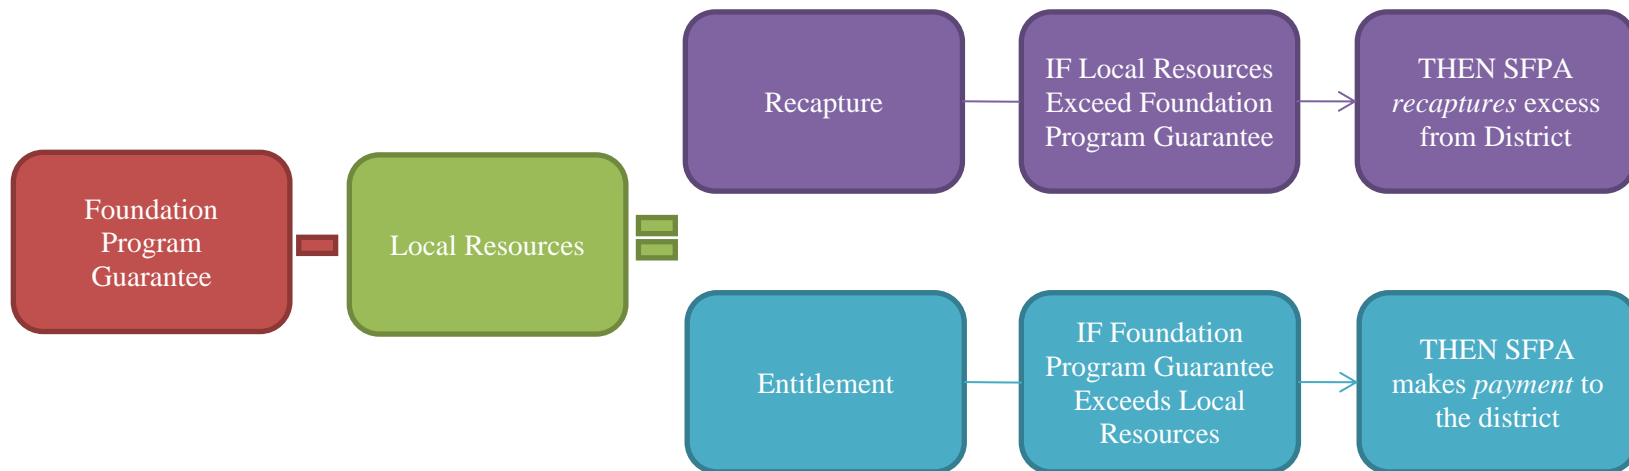 Foundation
Program
Guarantee
Local Resources
Recapture
IF Local Resources
Exceed Foundation
Program Guarantee
THEN SFPA
recaptures excess
from District
Entitlement
IF Foundation
Program Guarantee
Exceeds Local
Resources
THEN SFPA
makes payment to
the district